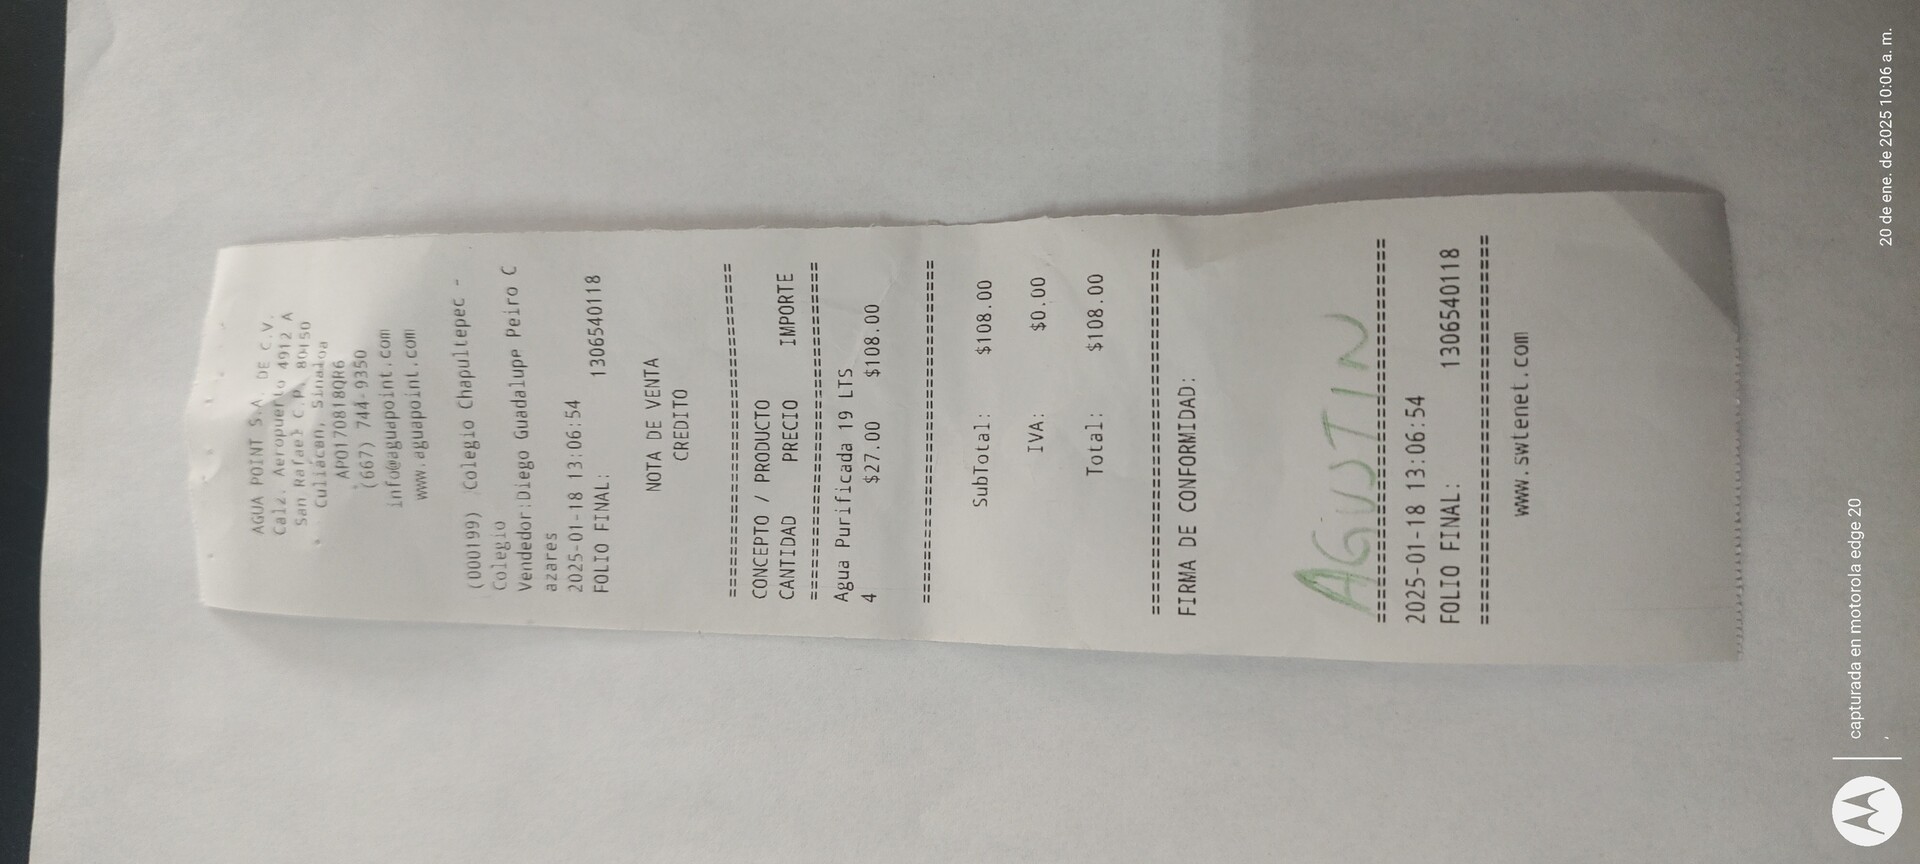 AGUA POINT S.A. DE C.V.
Calz. Aeropuerto 4912 A
San Rafael C.P. 80150
Culiacan, Sinaloa
APO170818QR6
(667) 744-9350
info@aguapoint.com
www.aguapoint.com
(000199) Colegio Chapultepec -
Colegio
Vendedor:Diego Guadalupe Peiro C
azares
2025-01-18 13:06:54
FOLIO FINAL: 1306540118
NOTA DE VENTA
CREDITO
================================
CONCEPTO / PRODUCTO
CANTIDAD PRECIO IMPORTE
================================
Agua Purificada 19 LTS
4 $27.00 $108.00
================================
SubTotal: $108.00
IVA: $0.00
Total: $108.00
================================
FIRMA DE CONFORMIDAD:
AGUSTIN
================================
2025-01-18 13:06:54
FOLIO FINAL: 1306540118
================================
www.swtenet.com
capturada en motorola edge 20
20 de ene. de 2025 10:06 a. m.